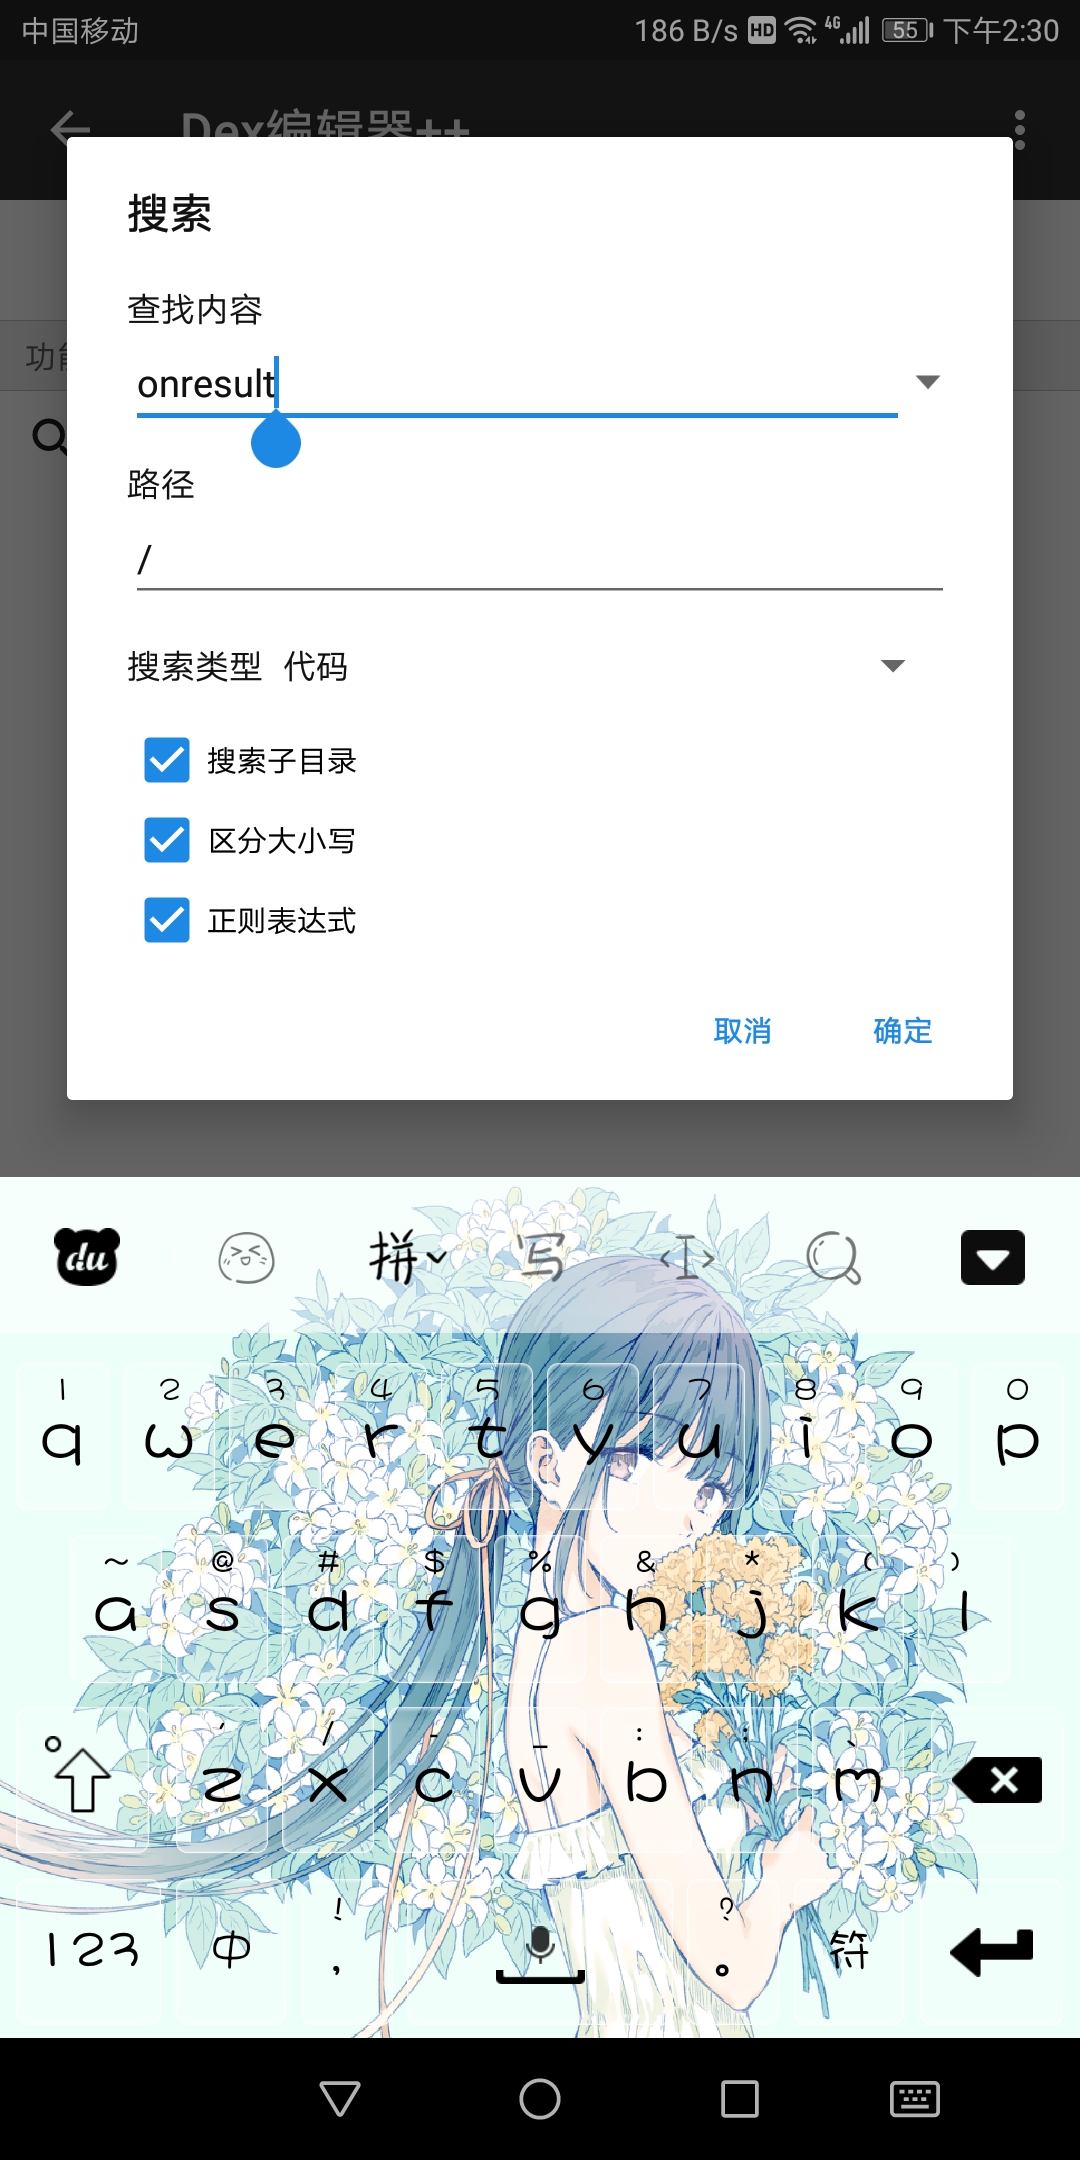 中国移动 186 B/s HD 4G 55 下午2:30
Dex编辑器++
搜索
查找内容
功能
onresult
路径
/
搜索类型 代码
搜索子目录
区分大小写
正则表达式
取消 确定
du 拼 写
1 2 3 4 5 6 7 8 9 0
q w e r t y u i o p
~ @ # $ % & * ( )
a s d f g h j k l
' / - _ : ; 、
z x c v b n m
! ?
123 中 , 。 符